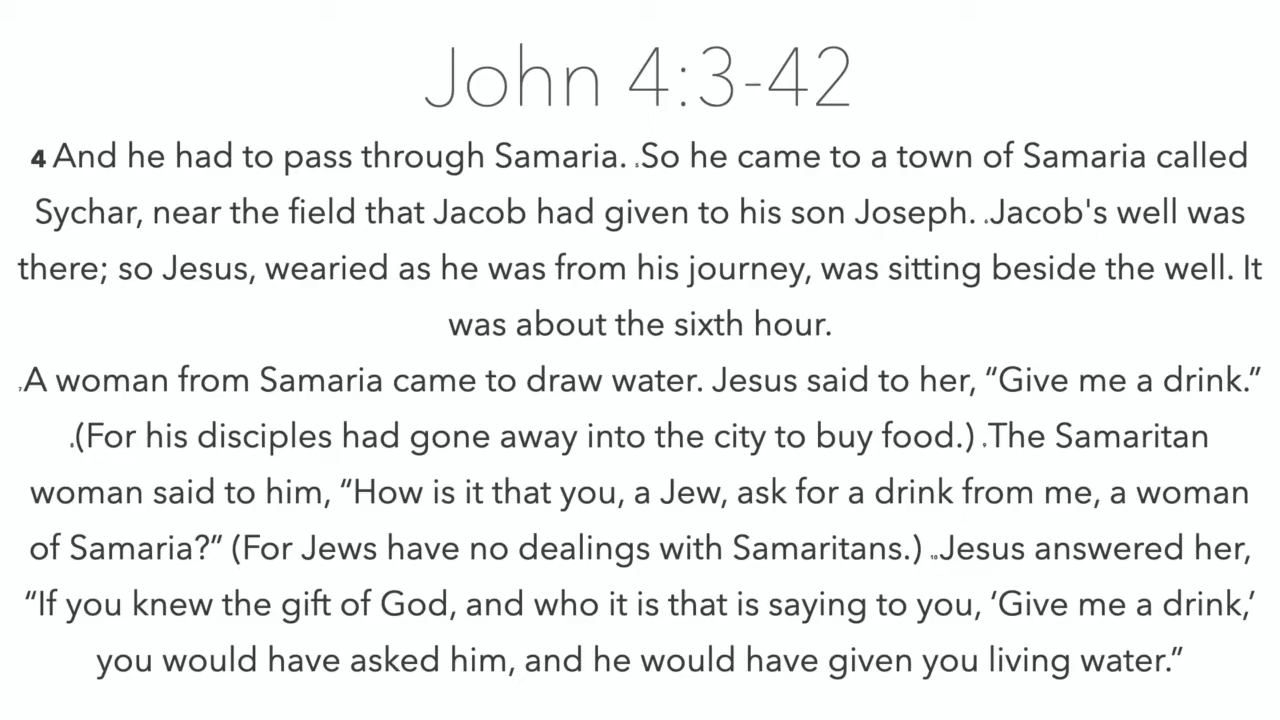 John 4:3-42
4 And he had to pass through Samaria. So he came to a town of Samaria called
Sychar, near the field that Jacob had given to his son Joseph. Jacob's well was
there; so Jesus, wearied as he was from his journey, was sitting beside the well. It
was about the sixth hour.
A woman from Samaria came to draw water. Jesus said to her, “Give me a drink.”
(For his disciples had gone away into the city to buy food.) The Samaritan
woman said to him, “How is it that you, a Jew, ask for a drink from me, a woman
of Samaria?” (For Jews have no dealings with Samaritans.) 10 Jesus answered her,
“If you knew the gift of God, and who it is that is saying to you, ‘Give me a drink,’
you would have asked him, and he would have given you living water.”